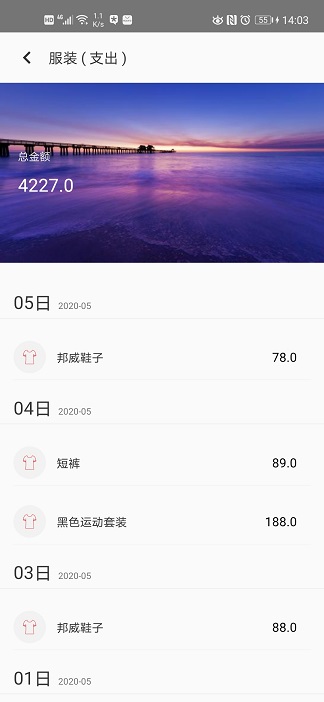 HD 4G 1.1 K/s 55 14:03
服装 ( 支出 )
总金额
4227.0
05日 2020-05
邦威鞋子 78.0
04日 2020-05
短裤 89.0
黑色运动套装 188.0
03日 2020-05
邦威鞋子 88.0
01日 2020-05